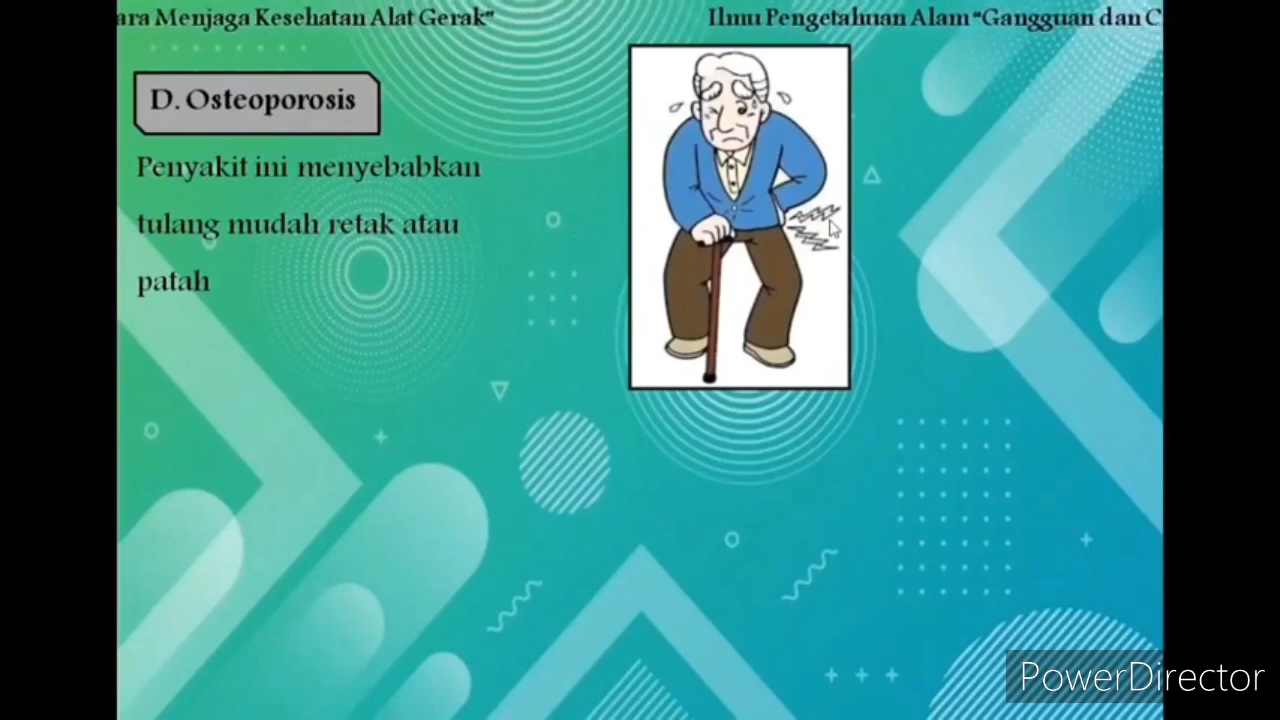 ara Menjaga Kesehatan Alat Gerak"
Ilmu Pengetahuan Alam "Gangguan dan C
D. Osteoporosis
Penyakit ini menyebabkan
tulang mudah retak atau
patah
PowerDirector